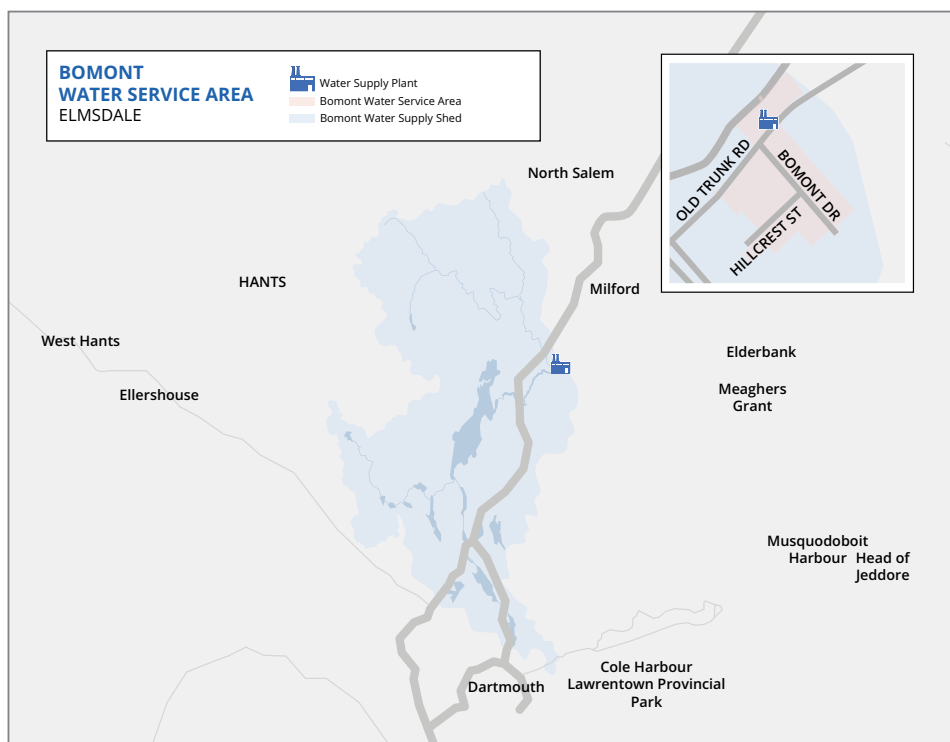 BOMONT
WATER SERVICE AREA
ELMSDALE
Water Supply Plant
Bomont Water Service Area
Bomont Water Supply Shed
OLD TRUNK RD
BOMONT DR
HILLCREST ST
North Salem
HANTS
Milford
West Hants
Elderbank
Ellershouse
Meaghers
Grant
Musquodoboit
Harbour
Head of
Jeddore
Cole Harbour
Lawrentown Provincial
Park
Dartmouth